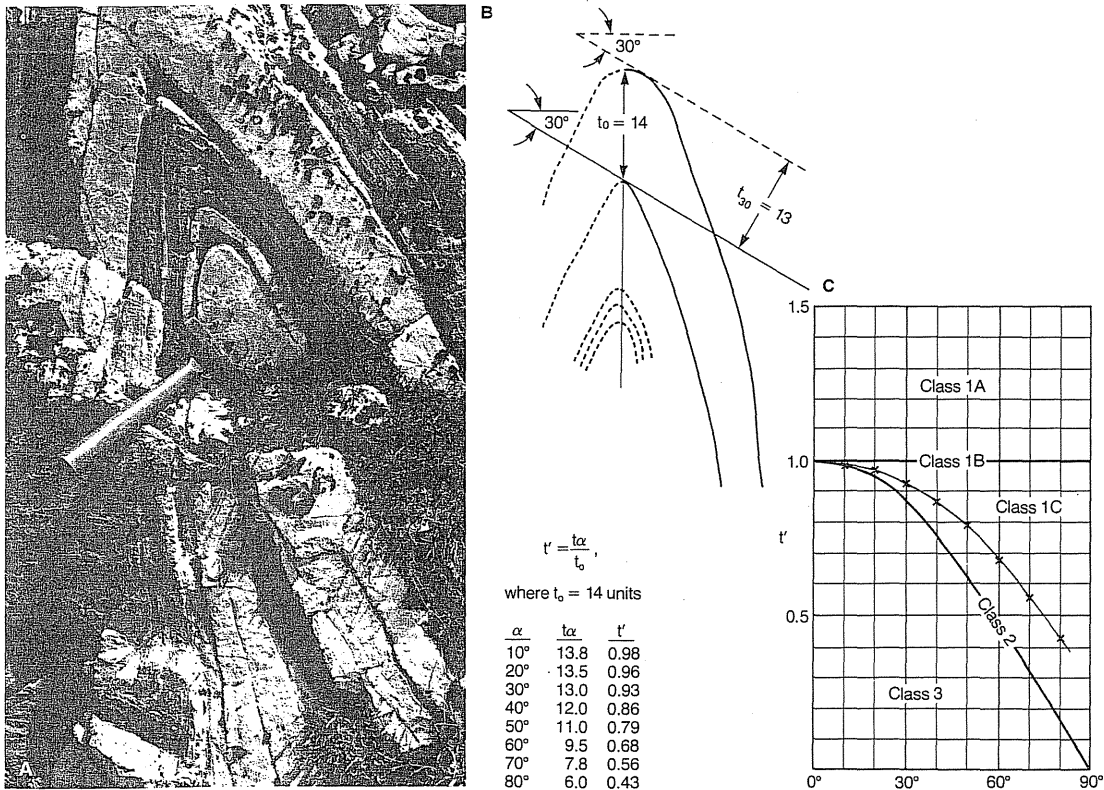 A
B
30°
30°
t₀ = 14
t₃₀ = 13
t′ = tα / t₀ ,
where t₀ = 14 units
α tα t′
10° 13.8 0.98
20° 13.5 0.96
30° 13.0 0.93
40° 12.0 0.86
50° 11.0 0.79
60° 9.5 0.68
70° 7.8 0.56
80° 6.0 0.43
C
1.5
Class 1A
1.0
Class 1B
Class 1C
t′
Class 2
0.5
Class 3
0° 30° 60° 90°